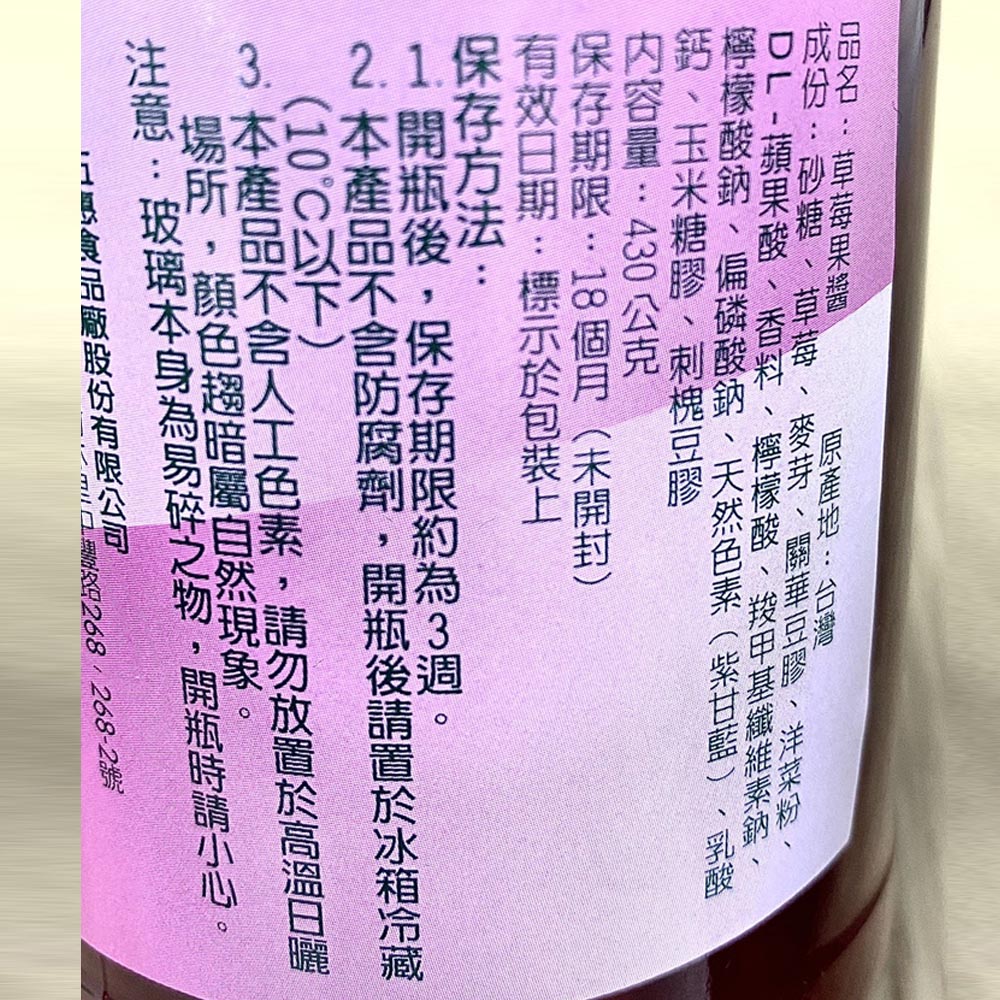 品名：草莓果醬 原產地：台灣
成份：砂糖、草莓、麥芽、關華豆膠、洋菜粉、
DL-蘋果酸、香料、檸檬酸、羧甲基纖維素鈉、
檸檬酸鈉、偏磷酸鈉、天然色素（紫甘藍）、乳酸
鈣、玉米糖膠、刺槐豆膠
內容量：430公克
保存期限：18個月（未開封）
有效日期：標示於包裝上
保存方法：
1. 開瓶後，保存期限約為3週。
2. 本產品不含防腐劑，開瓶後請置於冰箱冷藏
（10℃以下）
3. 本產品不含人工色素，請勿放置於高溫日曬
場所，顏色趨暗屬自然現象。
注意：玻璃本身為易碎之物，開瓶時請小心。
惠食品廠股份有限公司
豐路268、268-2號